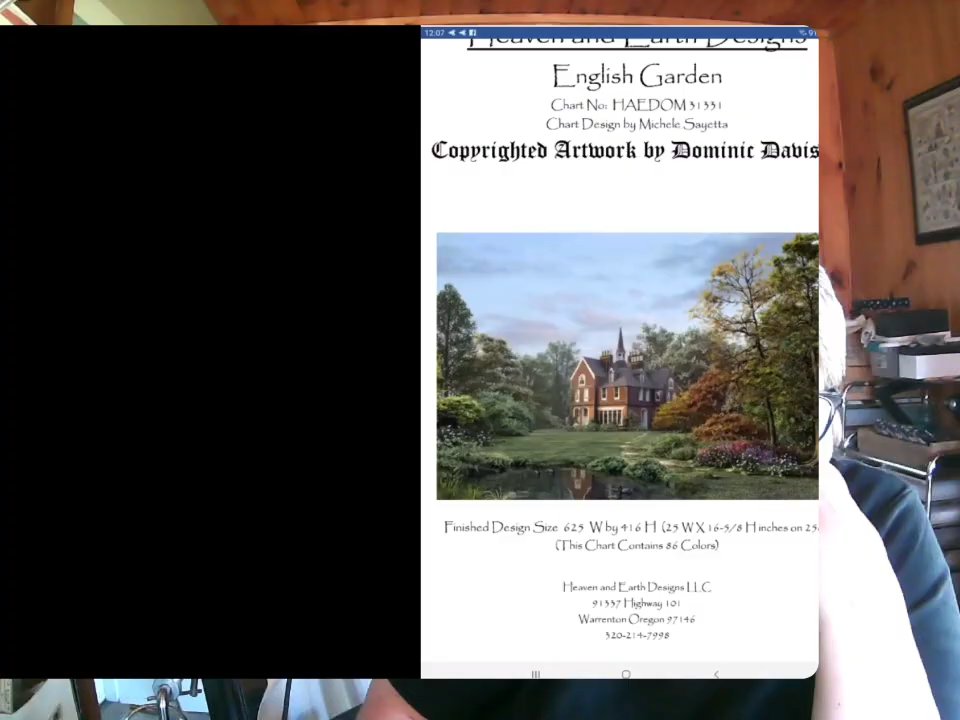 12:07
Heaven and Earth Designs
English Garden
Chart No: HAEDOM 31331
Chart Design by Michele Sayetta
Copyrighted Artwork by Dominic Davis
Finished Design Size 625 W by 416 H (25 W X 16-5/8 H inches on 25
(This Chart Contains 86 Colors)
Heaven and Earth Designs LLC
91337 Highway 101
Warrenton Oregon 97146
320-214-7998